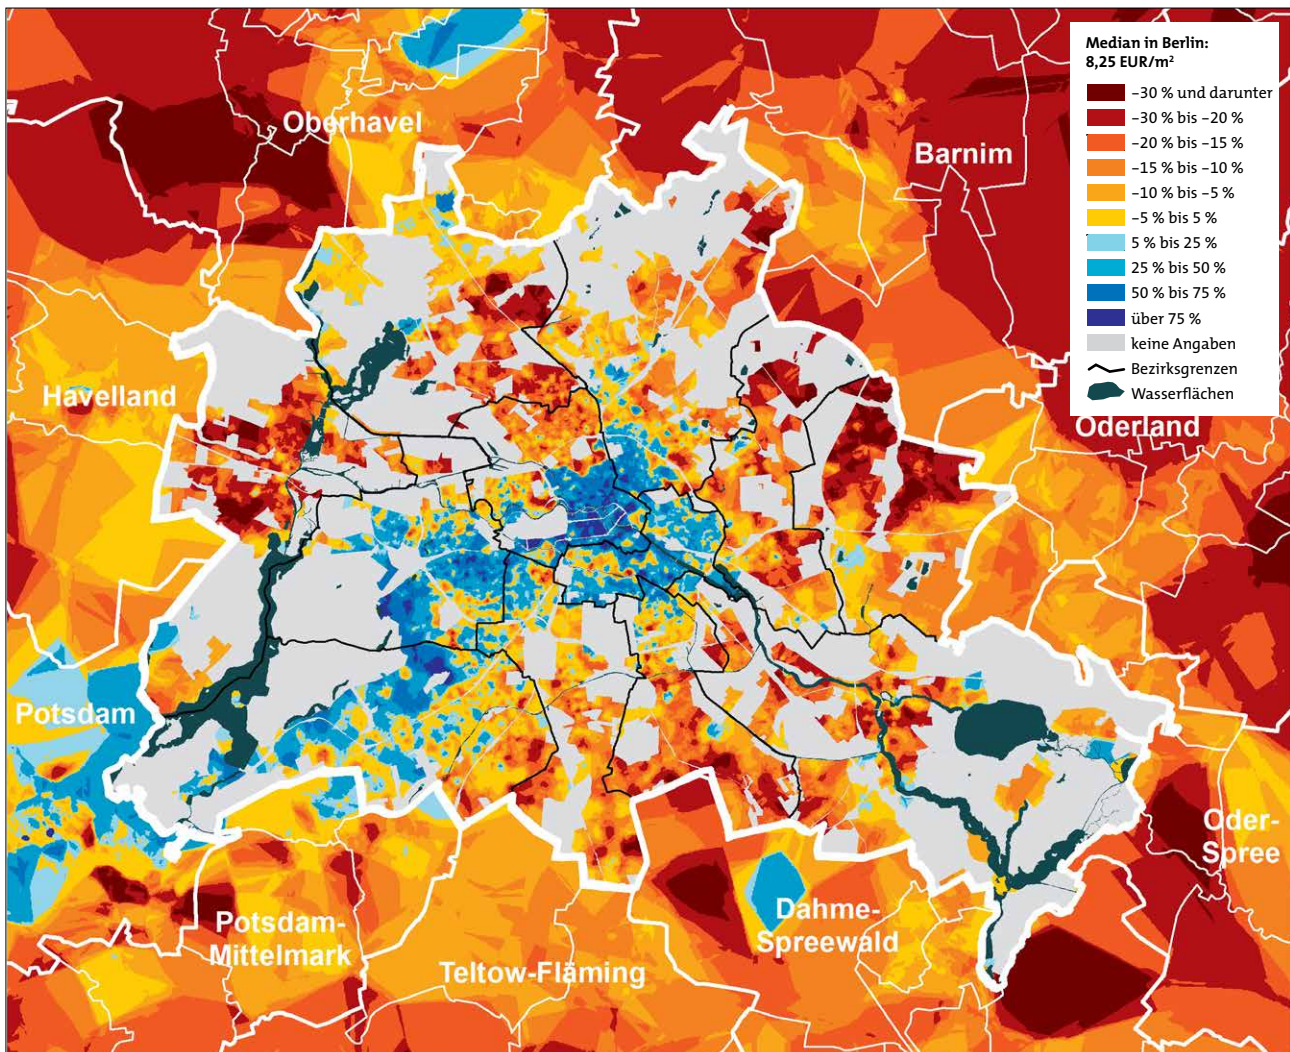 Median in Berlin:
8,25 EUR/m²
–30 % und darunter
–30 % bis –20 %
–20 % bis –15 %
–15 % bis –10 %
–10 % bis –5 %
–5 % bis 5 %
5 % bis 25 %
25 % bis 50 %
50 % bis 75 %
über 75 %
keine Angaben
Bezirksgrenzen
Wasserflächen
Oberhavel
Barnim
Havelland
Oderland
Potsdam
Oder-
Spree
Potsdam-
Mittelmark
Dahme-
Spreewald
Teltow-Fläming